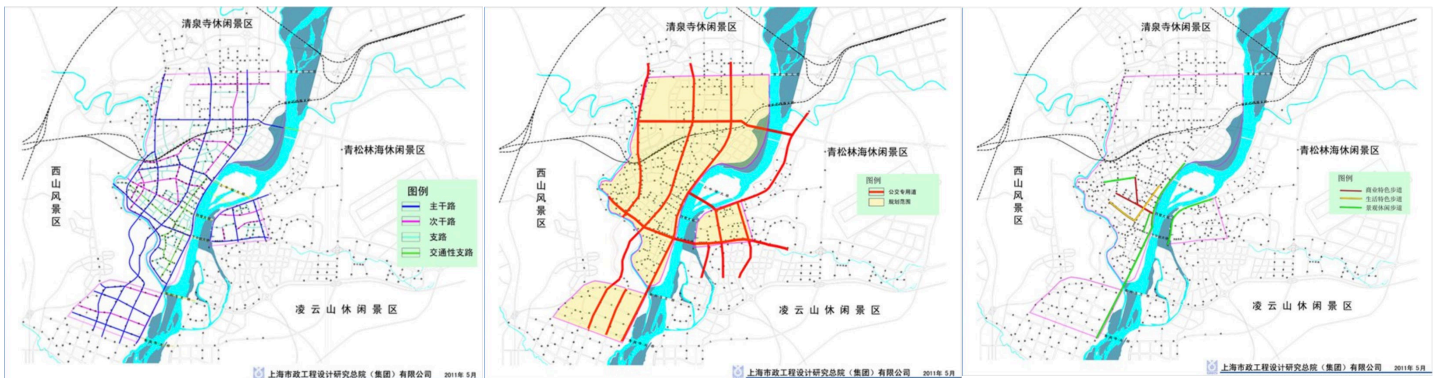 清泉寺休闲景区
青松林海休闲景区
西山风景区
图例
主干路
次干路
支路
交通性支路
凌云山休闲景区
上海市政工程设计研究总院（集团）有限公司 2011年 5月
清泉寺休闲景区
青松林海休闲景区
西山风景区
图例
公交专用道
规划范围
凌云山休闲景区
上海市政工程设计研究总院（集团）有限公司 2011年 5月
清泉寺休闲景区
青松林海休闲景区
西山风景区
图例
商业特色步道
生活特色步道
景观休闲步道
凌云山休闲景区
上海市政工程设计研究总院（集团）有限公司 2011年 5月